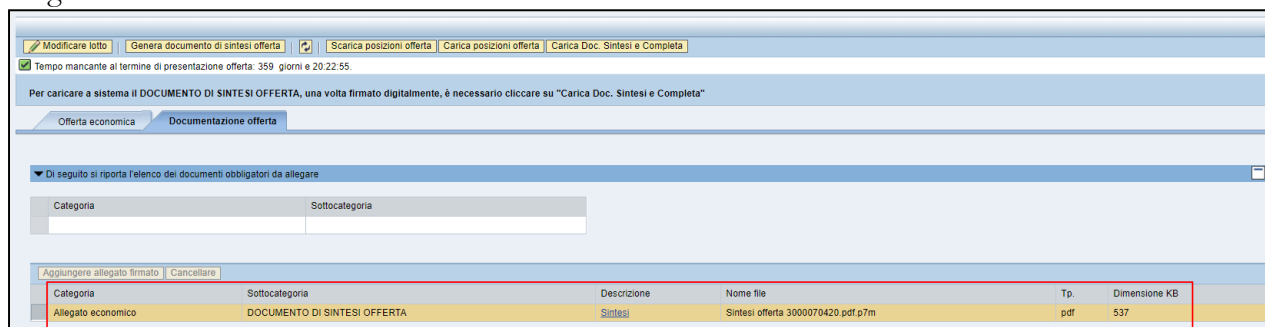 Modificare lotto Genera documento di sintesi offerta Scarica posizioni offerta Carica posizioni offerta Carica Doc. Sintesi e Completa
Tempo mancante al termine di presentazione offerta: 359 giorni e 20:22:55.
Per caricare a sistema il DOCUMENTO DI SINTESI OFFERTA, una volta firmato digitalmente, è necessario cliccare su "Carica Doc. Sintesi e Completa"
Offerta economica Documentazione offerta
Di seguito si riporta l'elenco dei documenti obbligatori da allegare
Categoria Sottocategoria
Aggiungere allegato firmato Cancellare
Categoria Sottocategoria Descrizione Nome file Tp. Dimensione KB
Allegato economico DOCUMENTO DI SINTESI OFFERTA Sintesi Sintesi offerta 3000070420.pdf.p7m pdf 537